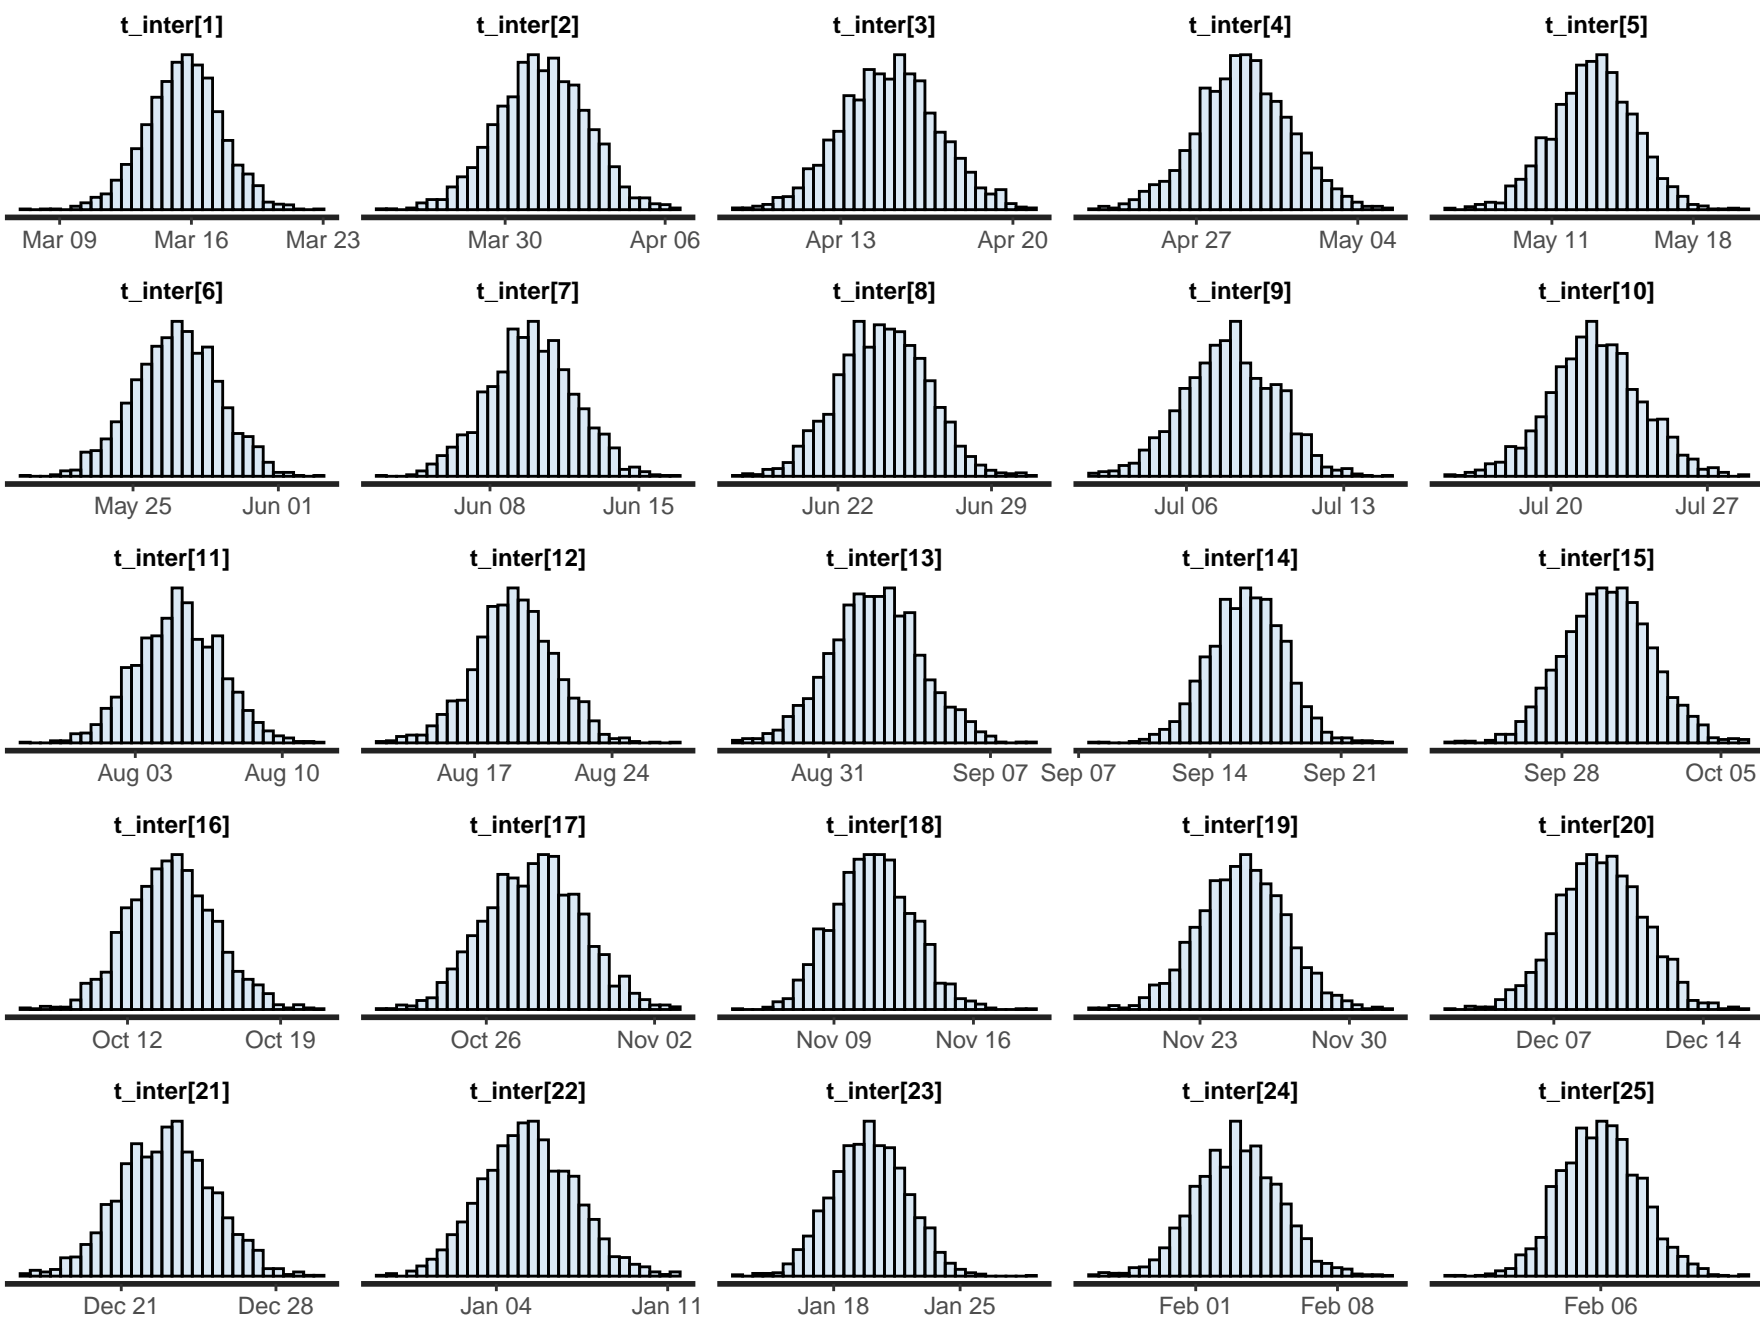 t_inter[1] t_inter[2] t_inter[3] t_inter[4] t_inter[5]
Mar 09 Mar 16 Mar 23 Mar 30 Apr 06 Apr 13 Apr 20 Apr 27 May 04 May 11 May 18
t_inter[6] t_inter[7] t_inter[8] t_inter[9] t_inter[10]
May 25 Jun 01 Jun 08 Jun 15 Jun 22 Jun 29 Jul 06 Jul 13 Jul 20 Jul 27
t_inter[11] t_inter[12] t_inter[13] t_inter[14] t_inter[15]
Aug 03 Aug 10 Aug 17 Aug 24 Aug 31 Sep 07 Sep 07 Sep 14 Sep 21 Sep 28 Oct 05
t_inter[16] t_inter[17] t_inter[18] t_inter[19] t_inter[20]
Oct 12 Oct 19 Oct 26 Nov 02 Nov 09 Nov 16 Nov 23 Nov 30 Dec 07 Dec 14
t_inter[21] t_inter[22] t_inter[23] t_inter[24] t_inter[25]
Dec 21 Dec 28 Jan 04 Jan 11 Jan 18 Jan 25 Feb 01 Feb 08 Feb 06